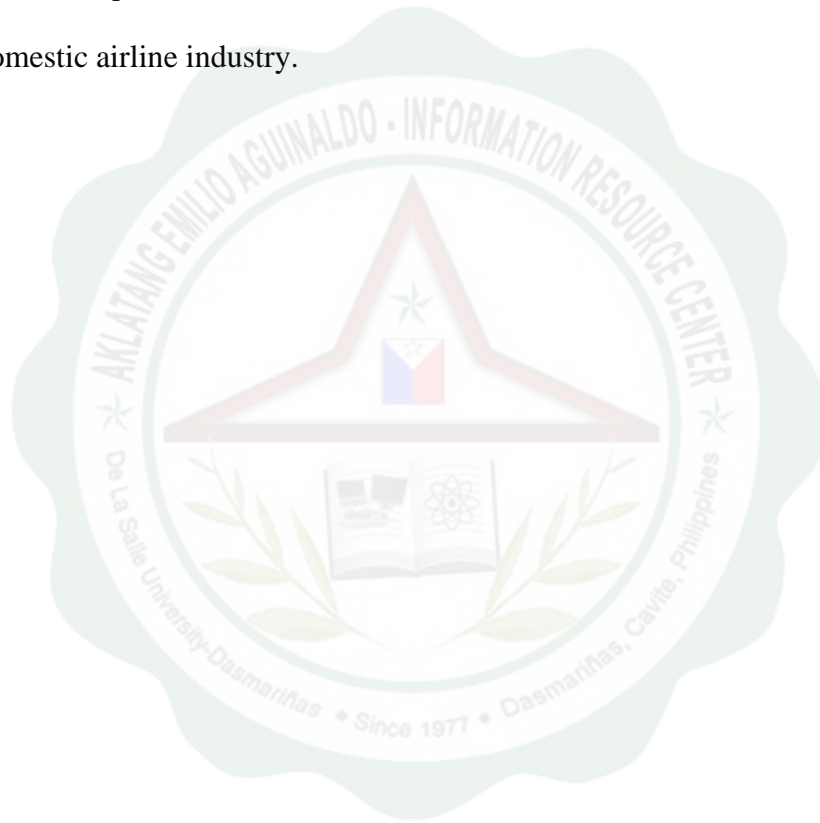 omestic airline industry.
AKLATANG EMILIO AGUINALDO - INFORMATION RESOURCE CENTER
De La Salle University-Dasmariñas • Since 1977 • Dasmariñas, Cavite, Philippines